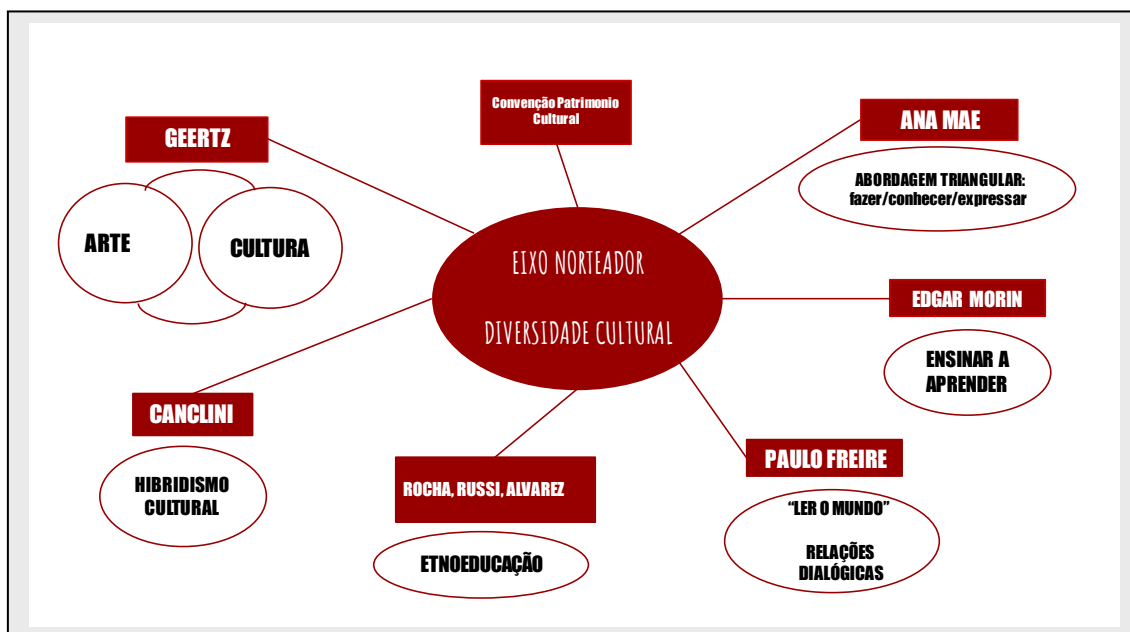 Convenção Patrimonio
Cultural
GEERTZ
ANA MAE
ABORDAGEM TRIANGULAR:
fazer/conhecer/expressar
ARTE
CULTURA
EIXO NORTEADOR
DIVERSIDADE CULTURAL
EDGAR MORIN
ENSINAR A
APRENDER
CANCLINI
HIBRIDISMO
CULTURAL
ROCHA, RUSSI, ALVAREZ
ETNOEDUCAÇÃO
PAULO FREIRE
“LER O MUNDO”
RELAÇÕES
DIALÓGICAS